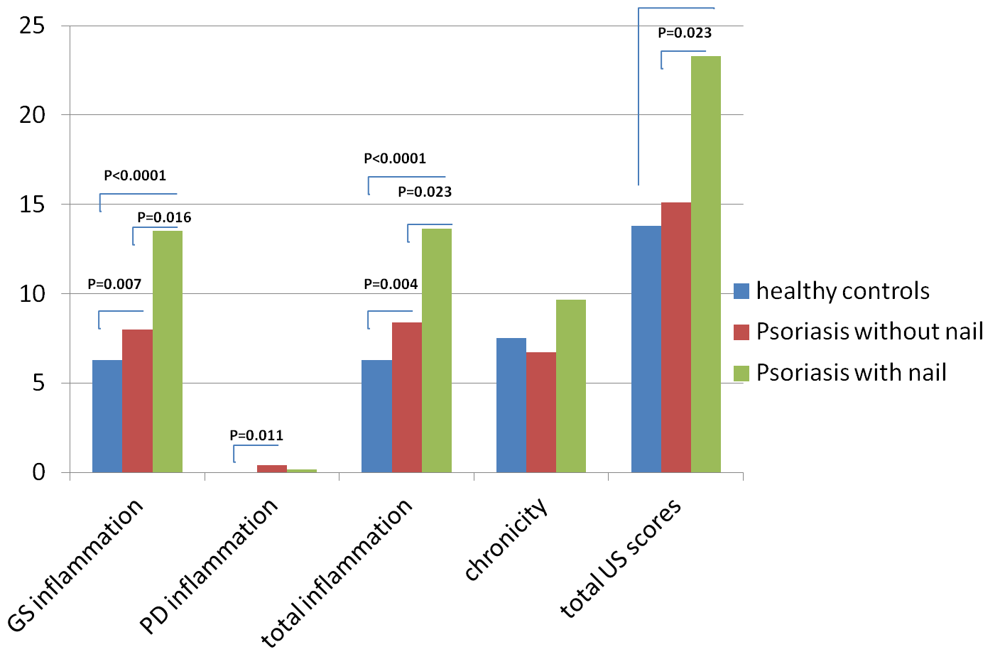 25
20
15
10
5
0
P<0.0001
P=0.016
P=0.007
P=0.011
P<0.0001
P=0.023
P=0.004
P=0.023
healthy controls
Psoriasis without nail
Psoriasis with nail
GS inflammation
PD inflammation
total inflammation
chronicity
total US scores